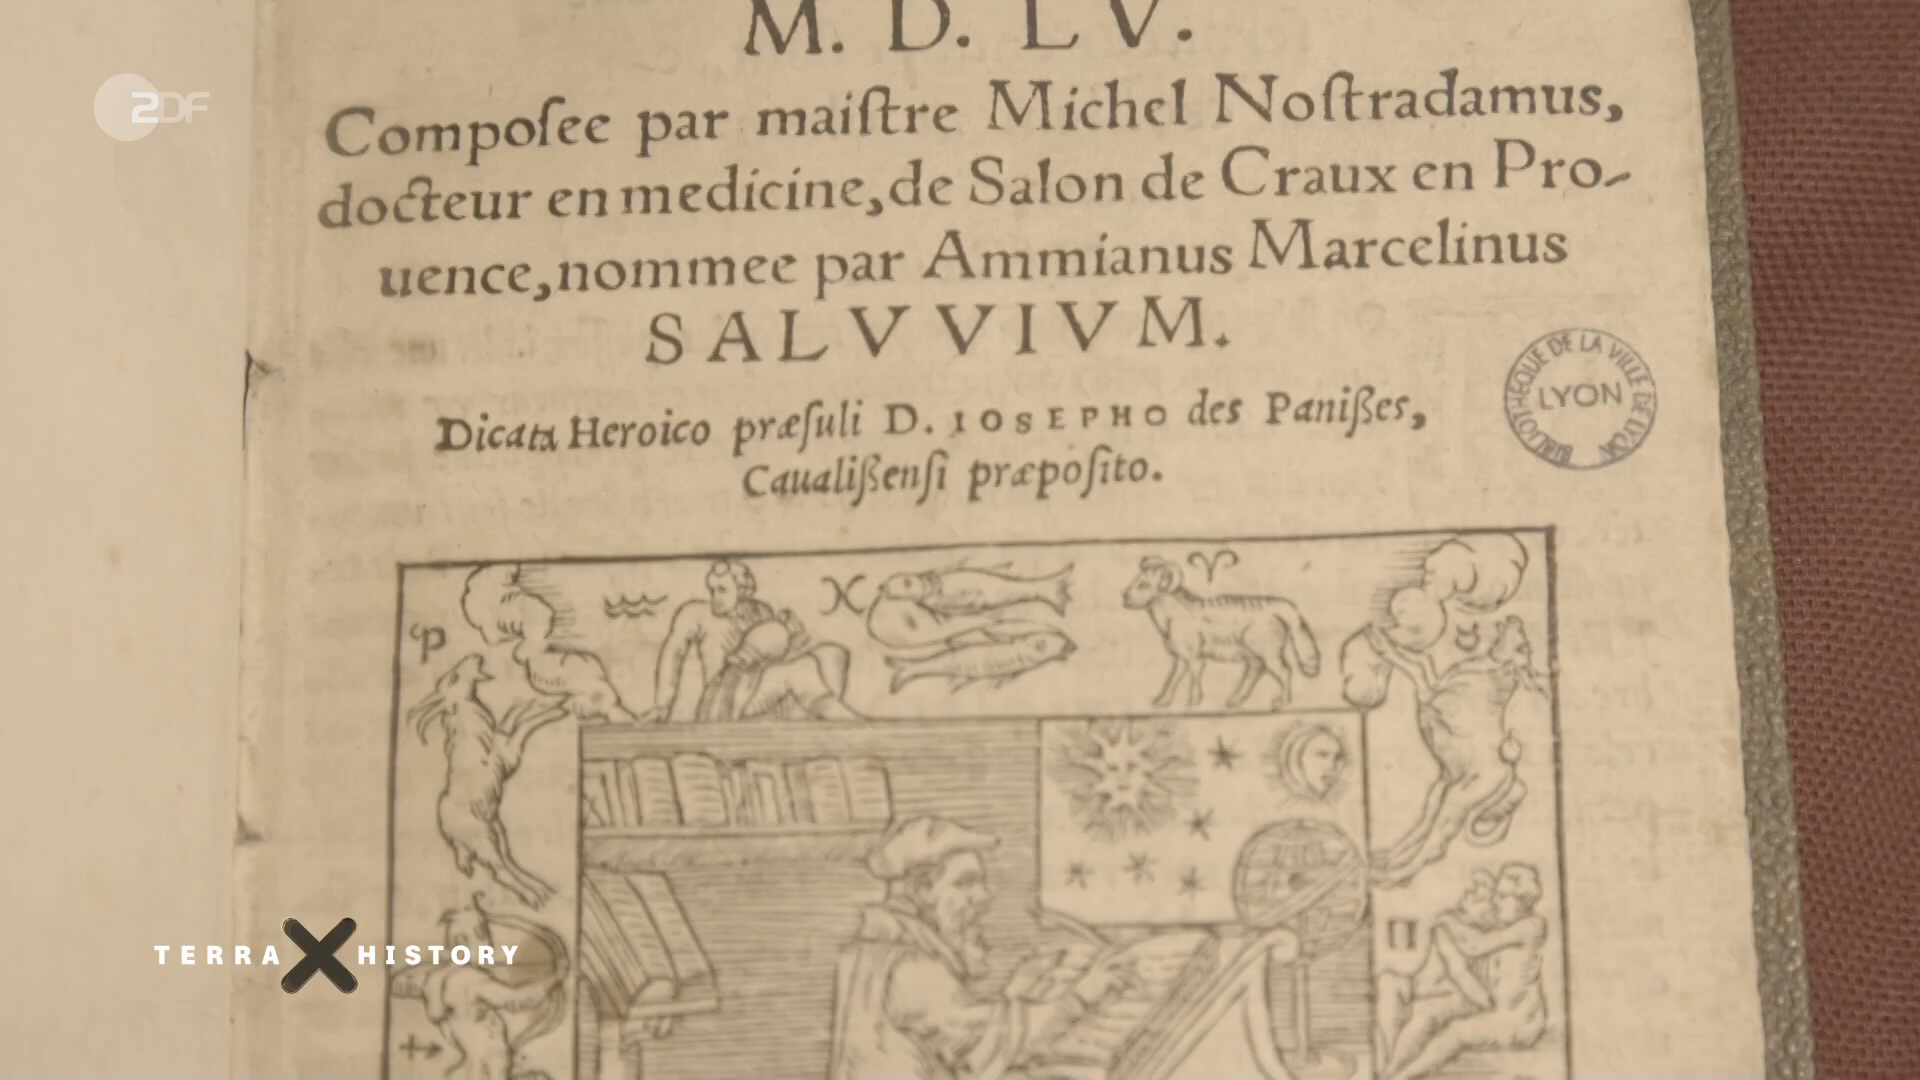 M. D. L V.
ZDF
Compoſee par maiſtre Michel Noſtradamus,
docteur en medicine, de Salon de Craux en Pro-
uence, nommee par Ammianus Marcelinus
SALVVIVM.
Dicata Heroico præſuli D. IOSEPHO des Panißes,
Caualißenſi præpoſito.
BIBLIOTHEQUE DE LA VILLE DE LYON
LYON
TERRA X HISTORY